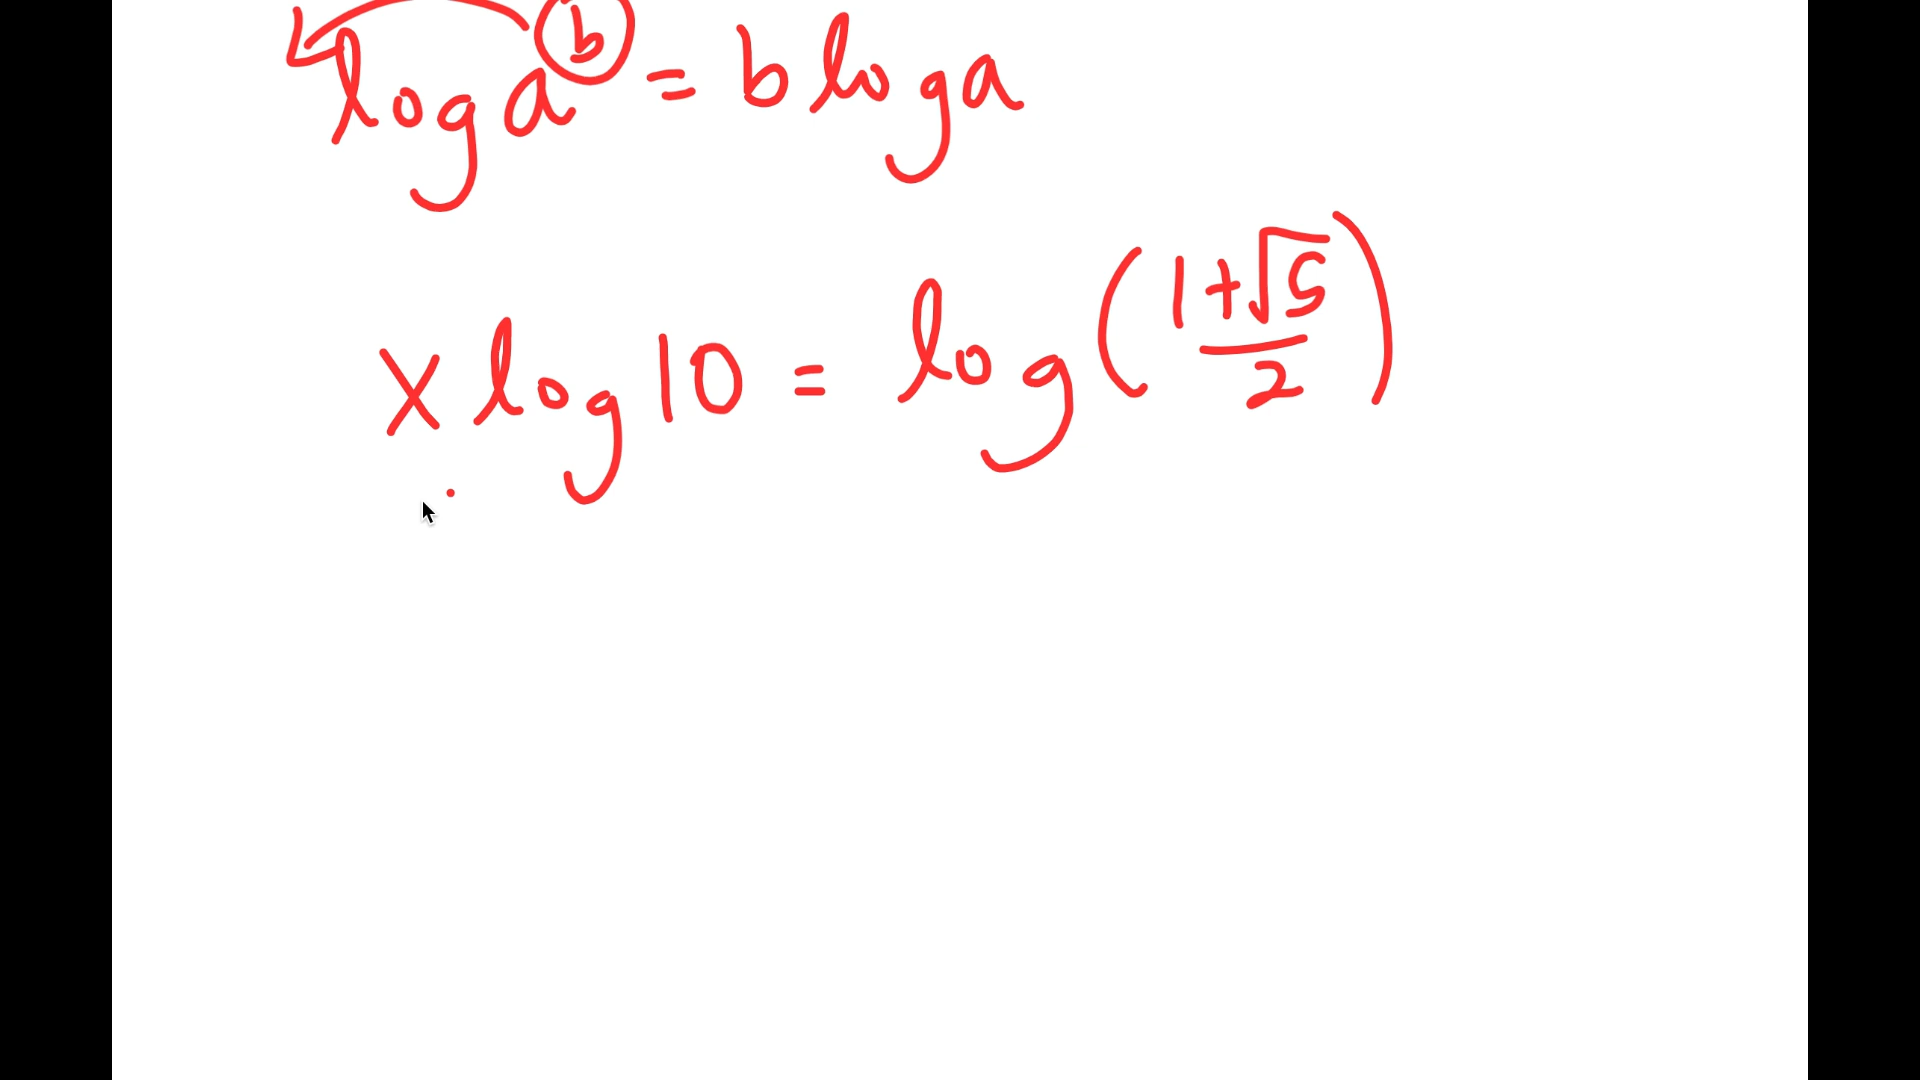 log a^b = b log a
x log 10 = log ( (1+√5)/2 )